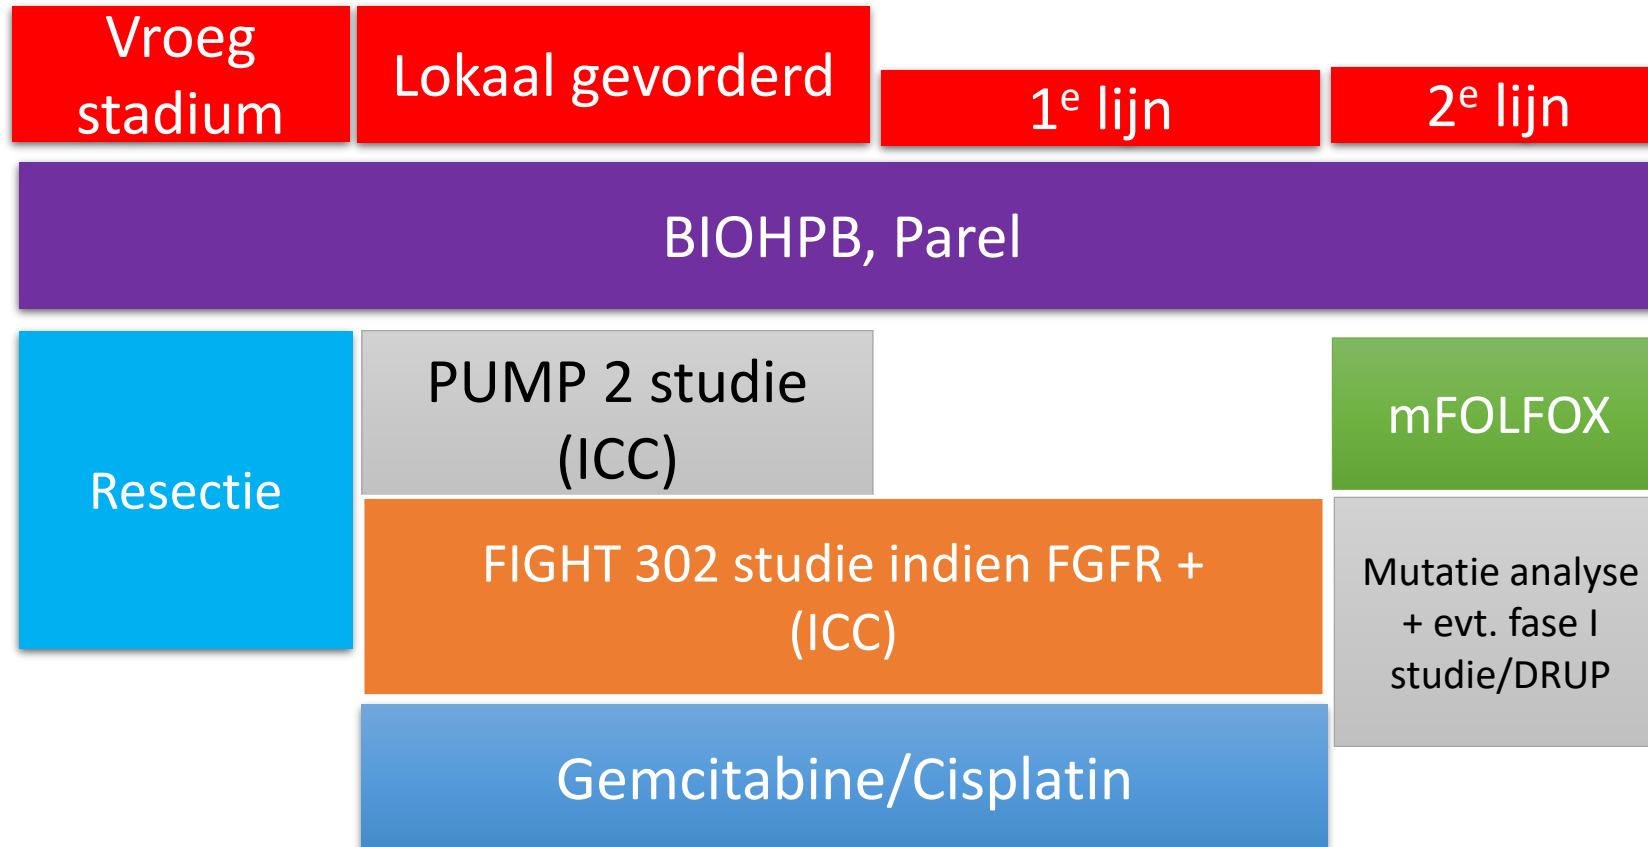 Vroeg
stadium
Lokaal gevorderd
1e lijn
2e lijn
BIOHPB, Parel
Resectie
PUMP 2 studie
(ICC)
mFOLFOX
FIGHT 302 studie indien FGFR +
(ICC)
Mutatie analyse
+ evt. fase I
studie/DRUP
Gemcitabine/Cisplatin